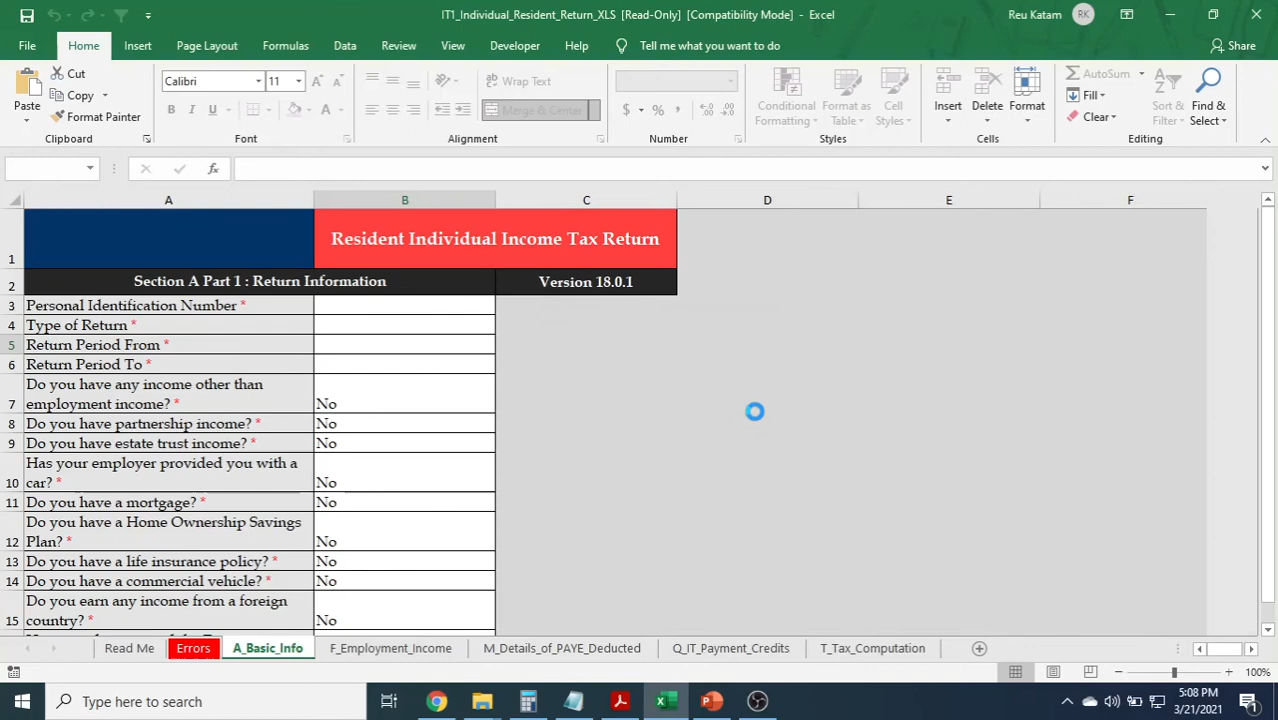 IT1_Individual_Resident_Return_XLS [Read-Only] [Compatibility Mode] - Excel
Reu Katam
RK
File Home Insert Page Layout Formulas Data Review View Developer Help Tell me what you want to do Share
Paste
Cut
Copy
Format Painter
Clipboard
Calibri 11
B I U
A
Font
ab Wrap Text
Merge & Center
Alignment
$ % ,
Number
Conditional Formatting
Format as Table
Cell Styles
Styles
Insert
Delete
Format
Cells
AutoSum
Fill
Clear
Sort & Filter
Find & Select
Editing
fx
A B C D E F
1 Resident Individual Income Tax Return
2 Section A Part 1 : Return Information Version 18.0.1
3 Personal Identification Number *
4 Type of Return *
5 Return Period From *
6 Return Period To *
Do you have any income other than
7 employment income? * No
8 Do you have partnership income? * No
9 Do you have estate trust income? * No
Has your employer provided you with a
10 car? * No
11 Do you have a mortgage? * No
Do you have a Home Ownership Savings
12 Plan? * No
13 Do you have a life insurance policy? * No
14 Do you have a commercial vehicle? * No
Do you earn any income from a foreign
15 country? * No
Read Me Errors A_Basic_Info F_Employment_Income M_Details_of_PAYE_Deducted Q_IT_Payment_Credits T_Tax_Computation
100%
Type here to search
5:08 PM
3/21/2021
1